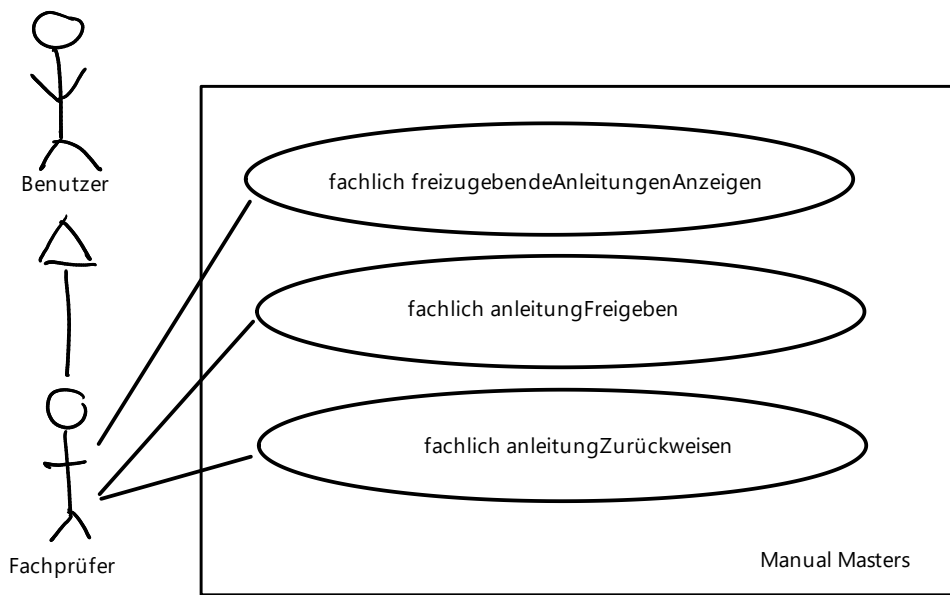 Benutzer
fachlich freizugebendeAnleitungenAnzeigen
fachlich anleitungFreigeben
fachlich anleitungZurückweisen
Fachprüfer
Manual Masters